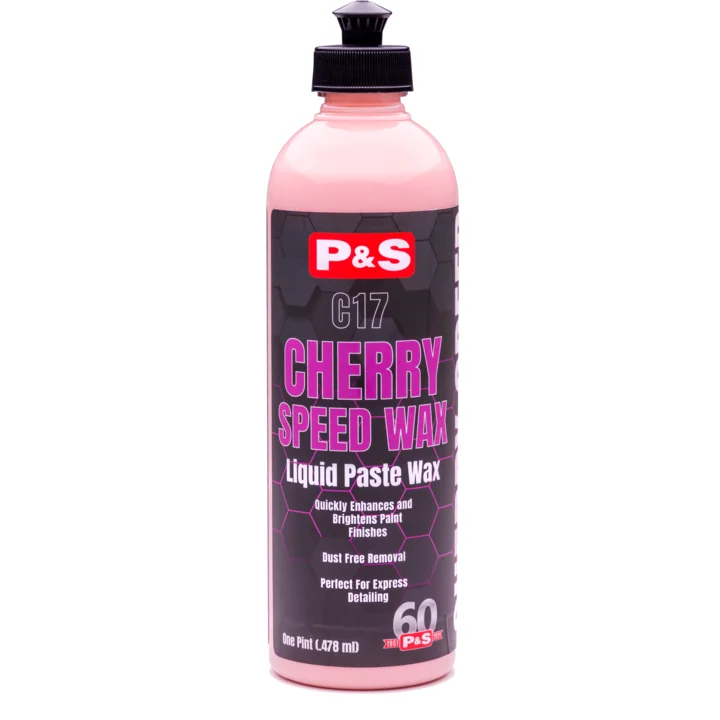 P&S
C17
CHERRY
SPEED WAX
Liquid Paste Wax
Quickly Enhances and
Brightens Paint
Finishes
Dust Free Removal
Perfect For Express
Detailing
60
P&S
One Pint (.478 ml)